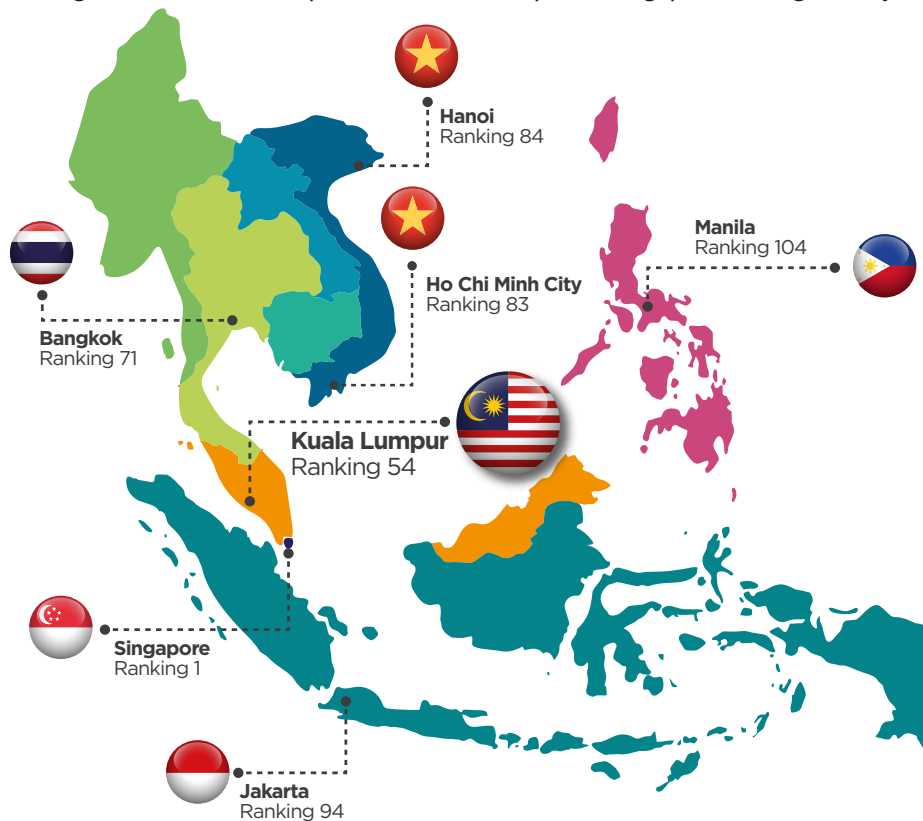 Hanoi
Ranking 84
Manila
Ranking 104
Ho Chi Minh City
Ranking 83
Bangkok
Ranking 71
Kuala Lumpur
Ranking 54
Singapore
Ranking 1
Jakarta
Ranking 94